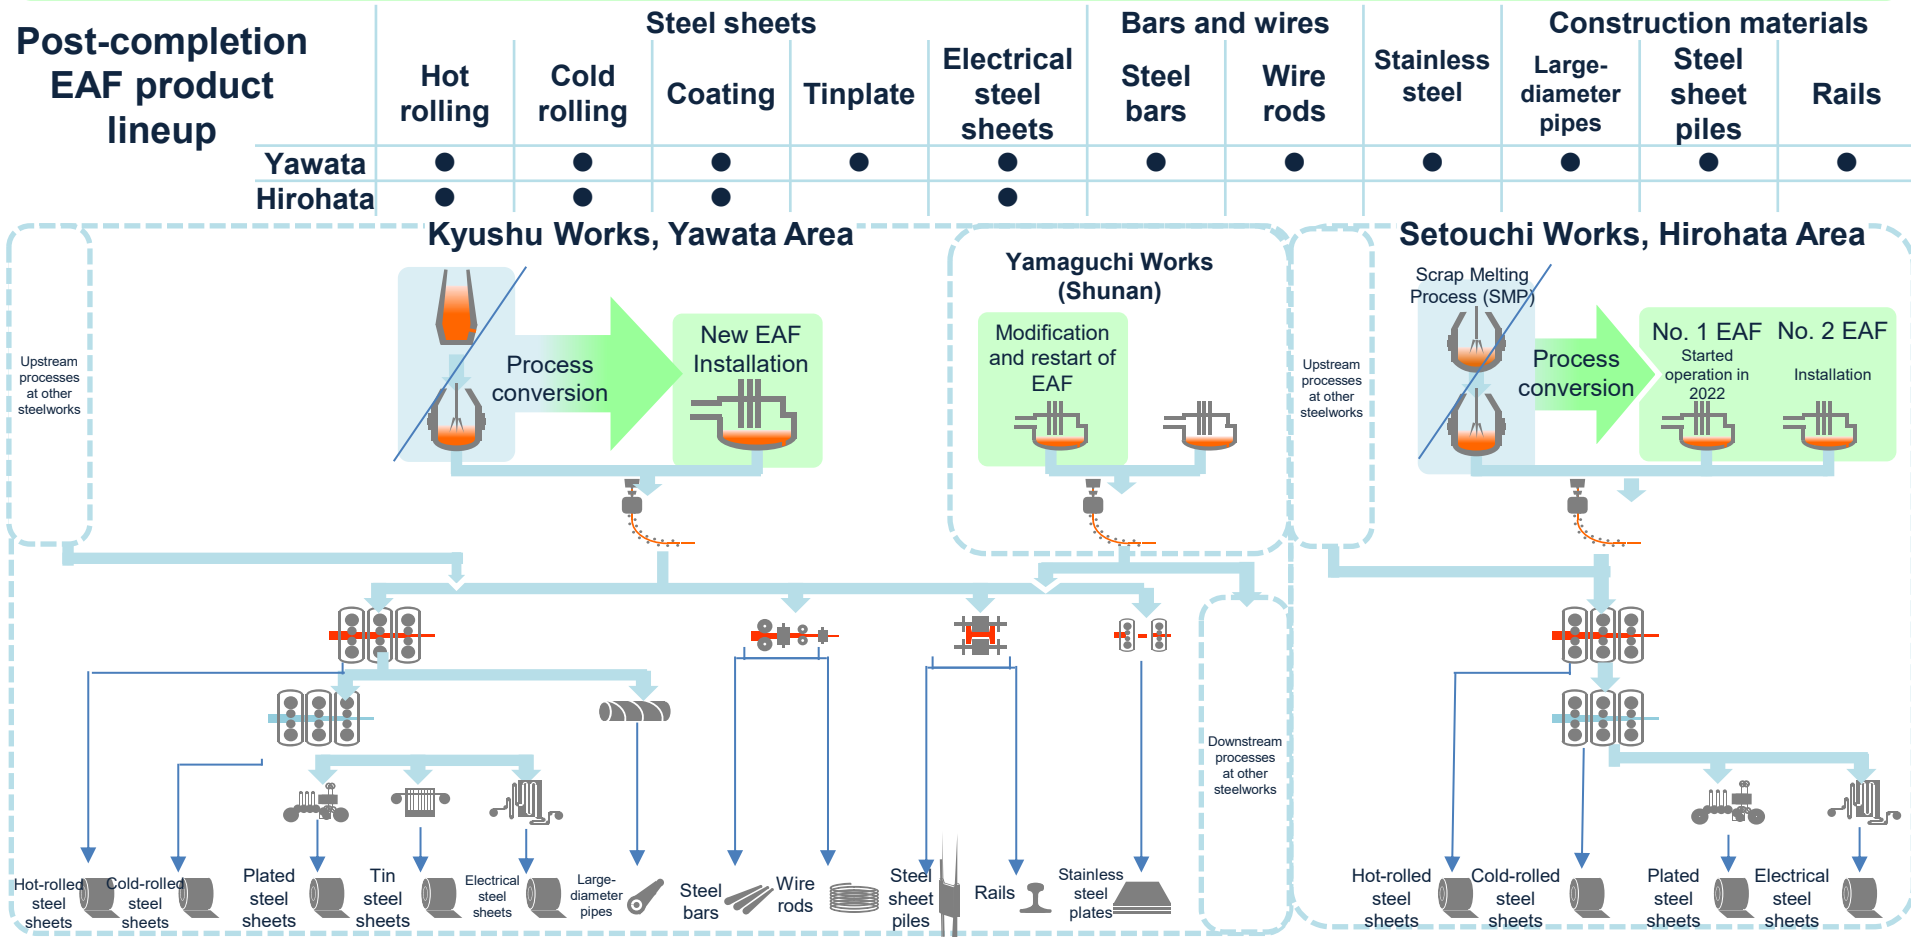 Post-completion
EAF product
lineup
Steel sheets
Bars and wires
Construction materials
Hot
rolling
Cold
rolling
Coating
Tinplate
Electrical
steel
sheets
Steel
bars
Wire
rods
Stainless
steel
Large-
diameter
pipes
Steel
sheet
piles
Rails
Yawata ● ● ● ● ● ● ● ● ● ● ●
Hirohata ● ● ● ●
Kyushu Works, Yawata Area
Upstream
processes
at other
steelworks
Process
conversion
New EAF
Installation
Yamaguchi Works
(Shunan)
Modification
and restart of
EAF
Setouchi Works, Hirohata Area
Upstream
processes
at other
steelworks
Scrap Melting
Process (SMP)
Process
conversion
No. 1 EAF
Started
operation in
2022
No. 2 EAF
Installation
Downstream
processes
at other
steelworks
Hot-rolled
steel
sheets
Cold-rolled
steel
sheets
Plated
steel
sheets
Tin
steel
sheets
Electrical
steel
sheets
Large-
diameter
pipes
Steel
bars
Wire
rods
Steel
sheet
piles
Rails
Stainless
steel
plates
Hot-rolled
steel
sheets
Cold-rolled
steel
sheets
Plated
steel
sheets
Electrical
steel
sheets